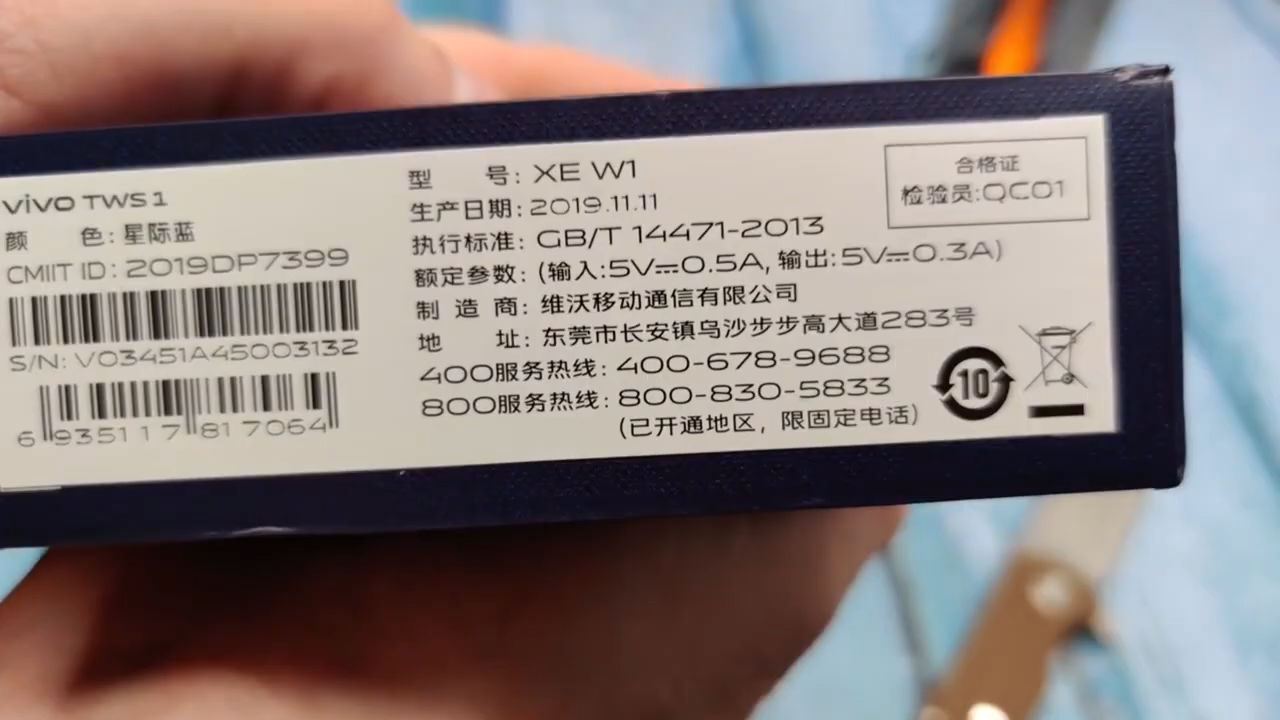 vivo TWS 1
颜 色: 星际蓝
CMIIT ID: 2019DP7399
S/N: V03451A45003132
6 935117 817064
型 号: XE W1
生产日期: 2019.11.11
执行标准: GB/T 14471-2013
额定参数: (输入:5V⎓0.5A, 输出:5V⎓0.3A)
制 造 商: 维沃移动通信有限公司
地 址: 东莞市长安镇乌沙步步高大道283号
400服务热线: 400-678-9688
800服务热线: 800-830-5833
(已开通地区，限固定电话)
合格证
检验员:QC01
10